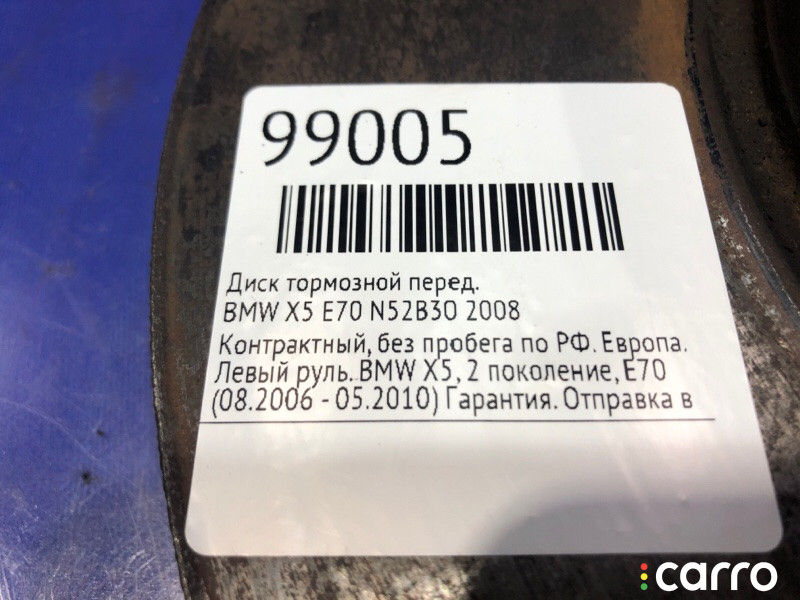 99005
Диск тормозной перед.
BMW X5 E70 N52B30 2008
Контрактный, без пробега по РФ. Европа.
Левый руль. BMW X5, 2 поколение, E70
(08.2006 - 05.2010) Гарантия. Отправка в
carro